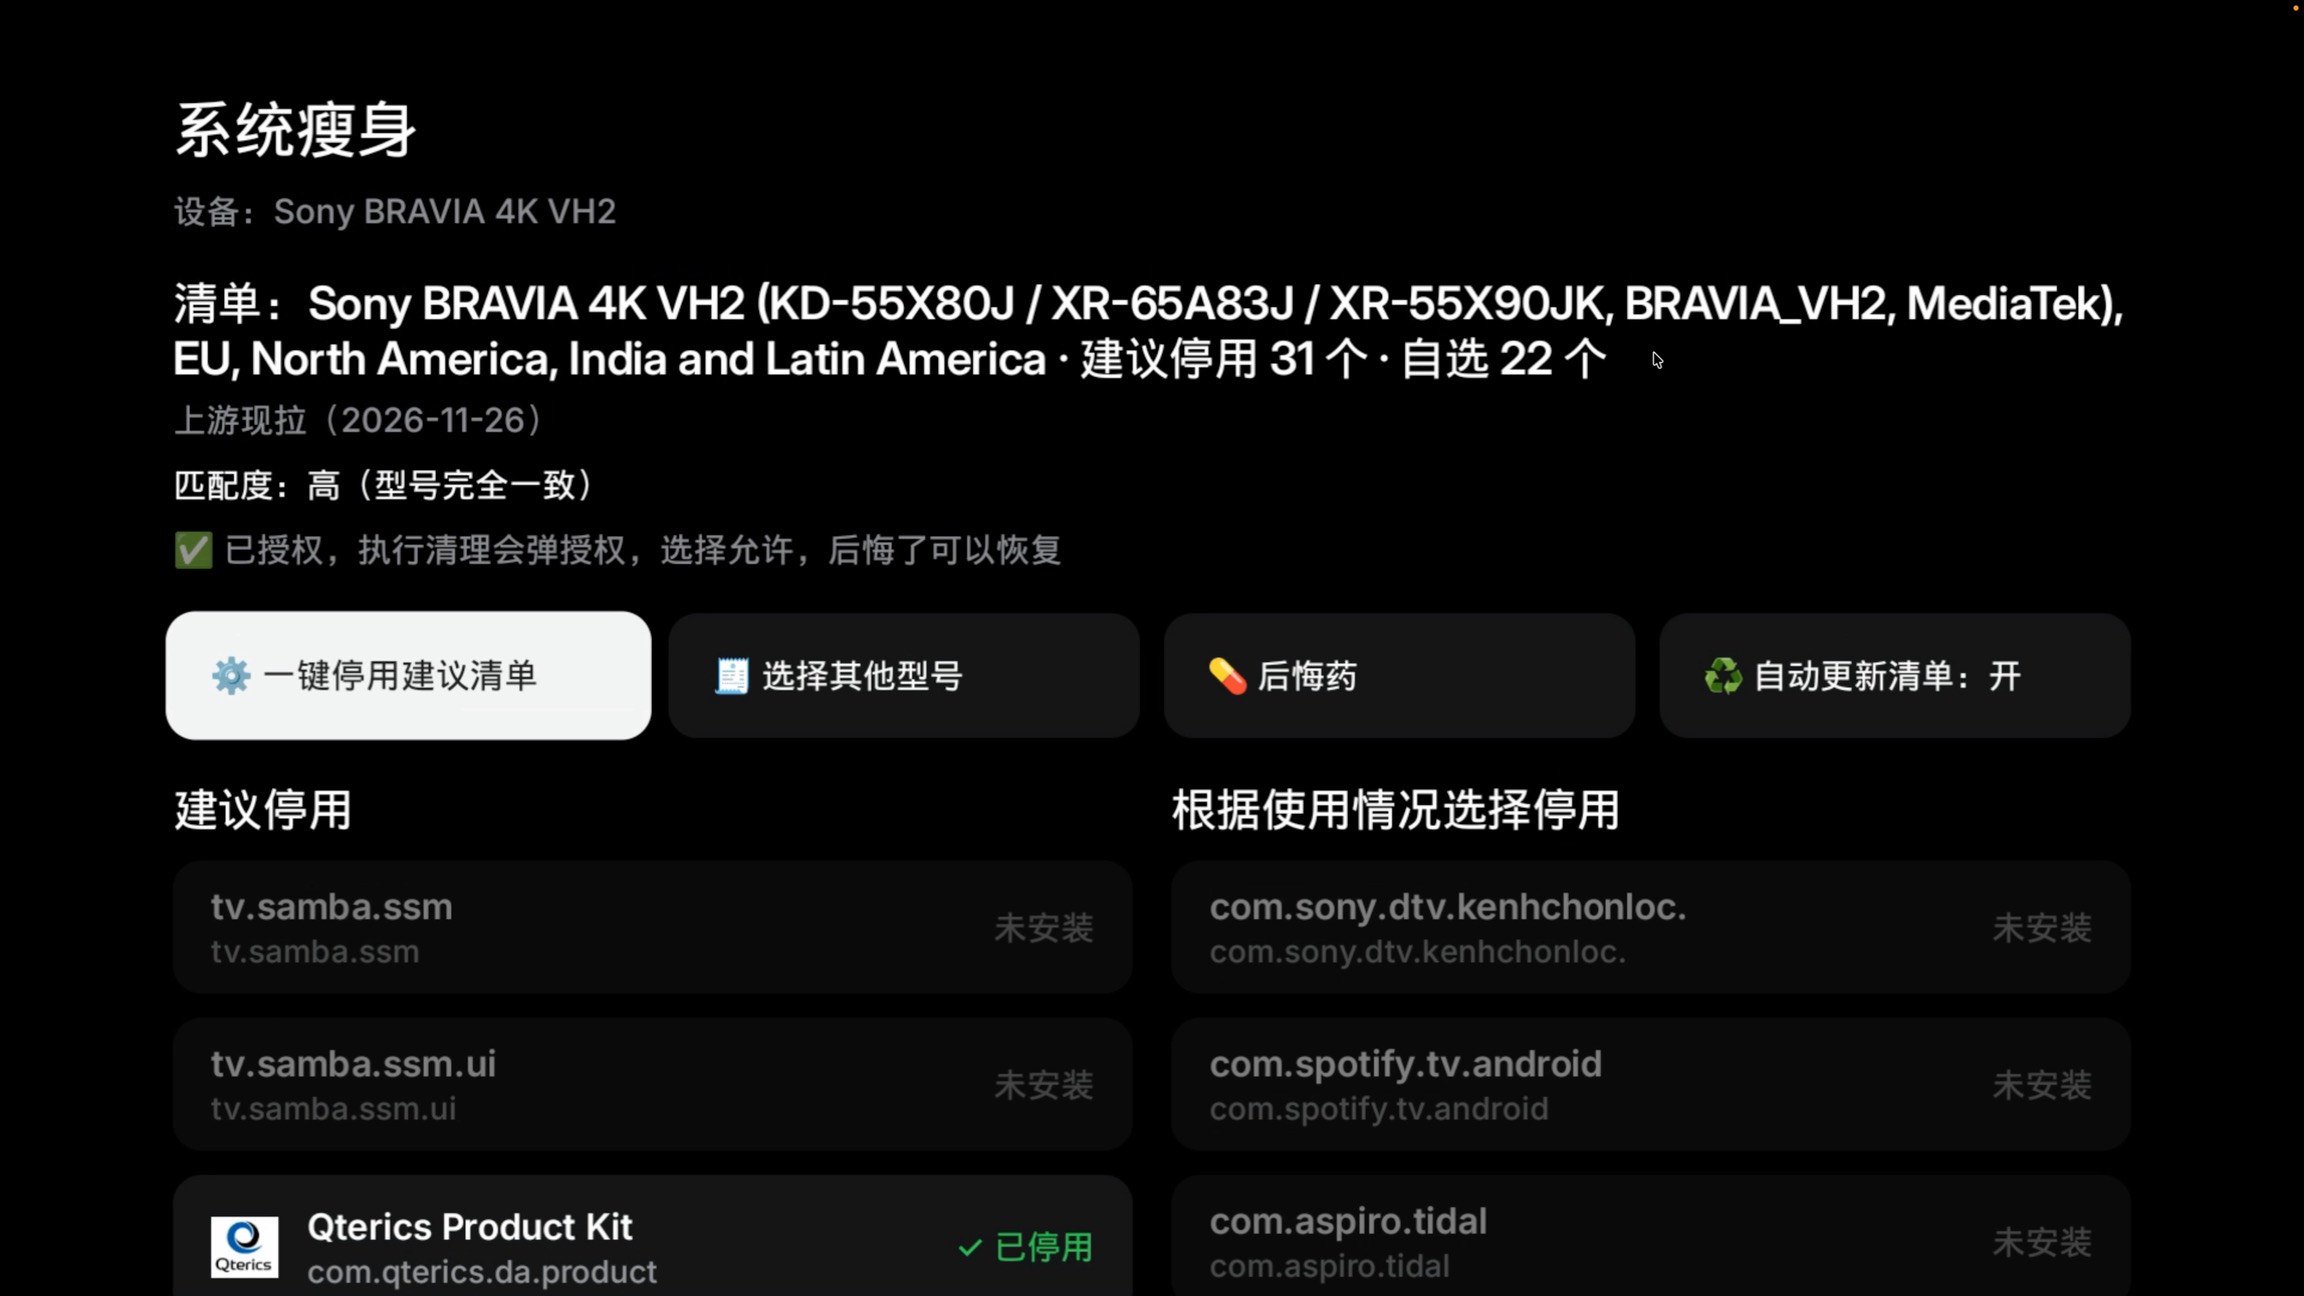 系统瘦身
设备：Sony BRAVIA 4K VH2
清单：Sony BRAVIA 4K VH2 (KD-55X80J / XR-65A83J / XR-55X90JK, BRAVIA_VH2, MediaTek),
EU, North America, India and Latin America · 建议停用 31 个 · 自选 22 个
上游现拉（2026-11-26）
匹配度：高（型号完全一致）
✅ 已授权，执行清理会弹授权，选择允许，后悔了可以恢复
⚙️ 一键停用建议清单
🧾 选择其他型号
💊 后悔药
♻️ 自动更新清单：开
建议停用
根据使用情况选择停用
tv.samba.ssm
tv.samba.ssm
未安装
com.sony.dtv.kenhchonloc.
com.sony.dtv.kenhchonloc.
未安装
tv.samba.ssm.ui
tv.samba.ssm.ui
未安装
com.spotify.tv.android
com.spotify.tv.android
未安装
Qterics
Qterics Product Kit
com.qterics.da.product
✓ 已停用
com.aspiro.tidal
com.aspiro.tidal
未安装